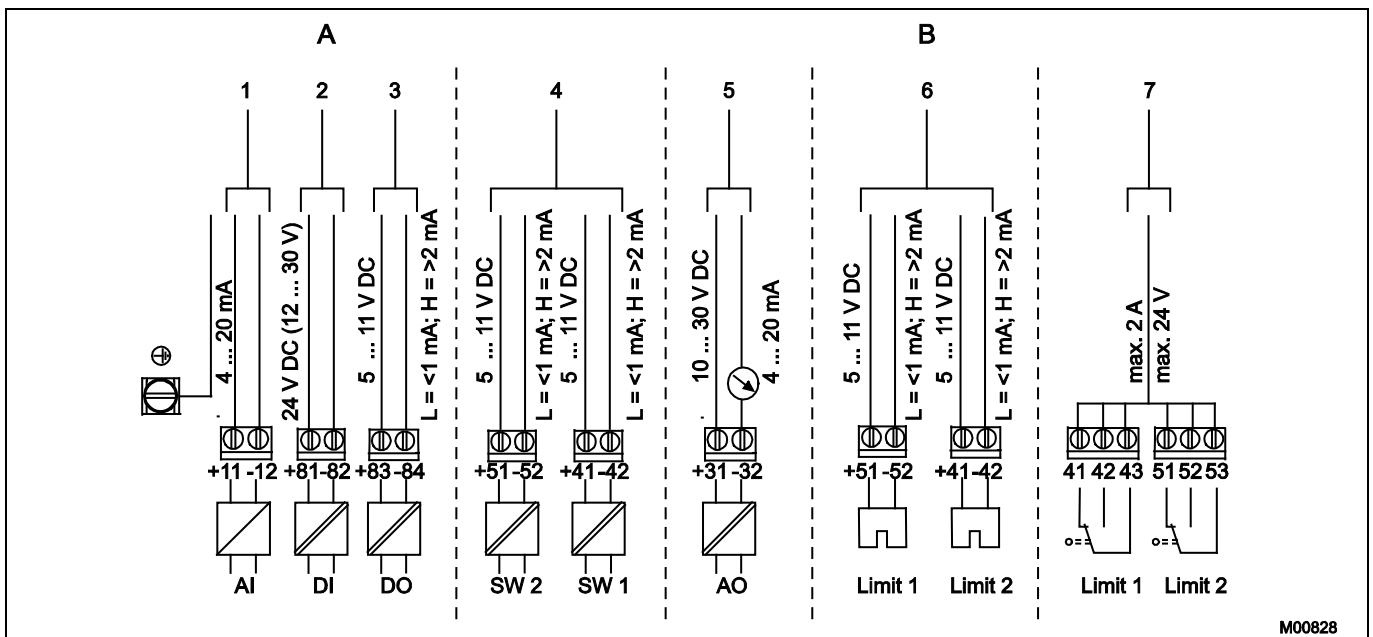 A B
1 2 3 4 5 6 7
4 ... 20 mA
24 V DC (12 ... 30 V)
5 ... 11 V DC
L = <1 mA; H = >2 mA
5 ... 11 V DC
L = <1 mA; H = >2 mA
5 ... 11 V DC
L = <1 mA; H = >2 mA
10 ... 30 V DC
4 ... 20 mA
5 ... 11 V DC
L = <1 mA; H = >2 mA
5 ... 11 V DC
L = <1 mA; H = >2 mA
max. 2 A
max. 24 V
+11 -12 +81-82 +83-84 +51-52 +41-42 +31-32 +51-52 +41-42 41 42 43 51 52 53
AI DI DO SW 2 SW 1 AO Limit 1 Limit 2 Limit 1 Limit 2
M00828